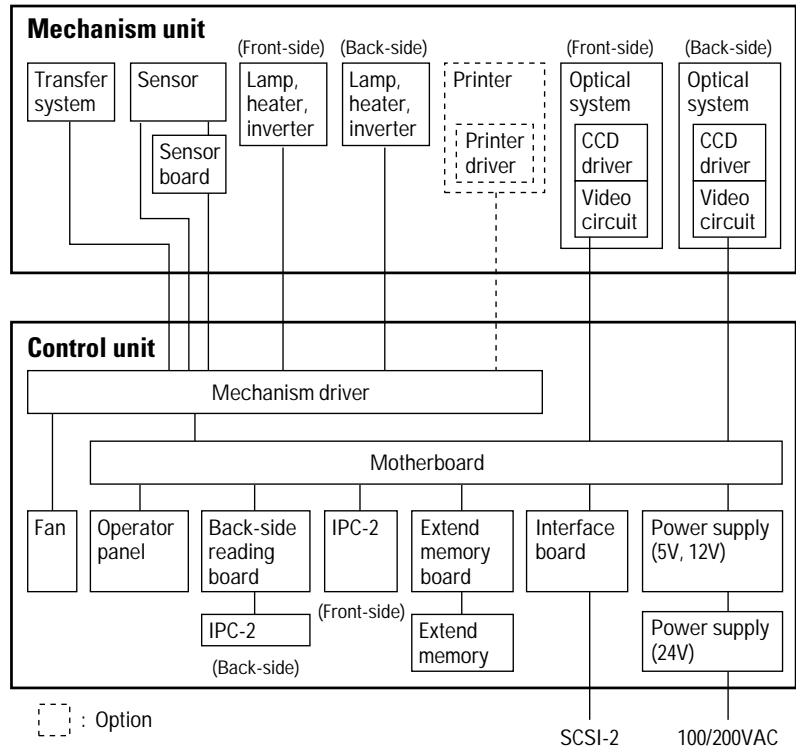 Mechanism unit
(Front-side)
(Back-side)
(Front-side)
(Back-side)
Transfer
system
Sensor
Lamp,
heater,
inverter
Lamp,
heater,
inverter
Printer
Optical
system
Optical
system
Sensor
board
Printer
driver
CCD
driver
CCD
driver
Video
circuit
Video
circuit
Control unit
Mechanism driver
Motherboard
Fan
Operator
panel
Back-side
reading
board
IPC-2
Extend
memory
board
Interface
board
Power supply
(5V, 12V)
(Front-side)
IPC-2
Extend
memory
Power supply
(24V)
(Back-side)
: Option
SCSI-2
100/200VAC